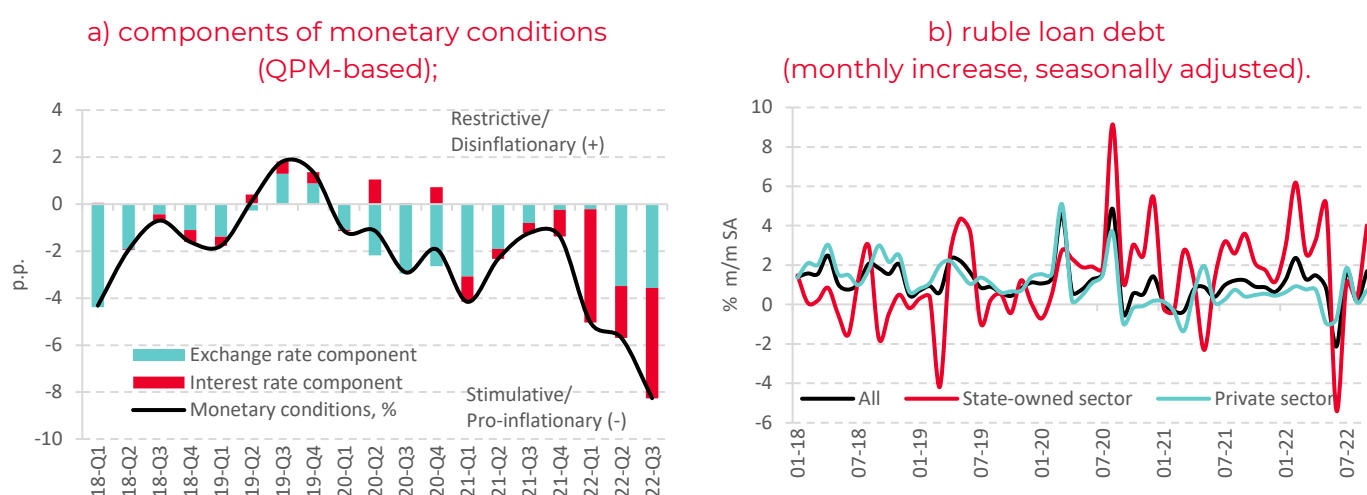 a) components of monetary conditions
(QPM-based);
4
2
0
-2
-4
-6
-8
-10
p.p.
Restrictive/
Disinflationary (+)
Exchange rate component
Interest rate component
Monetary conditions, %
Stimulative/
Pro-inflationary (-)
18-Q1
18-Q2
18-Q3
18-Q4
19-Q1
19-Q2
19-Q3
19-Q4
20-Q1
20-Q2
20-Q3
20-Q4
21-Q1
21-Q2
21-Q3
21-Q4
22-Q1
22-Q2
22-Q3
b) ruble loan debt
(monthly increase, seasonally adjusted).
10
8
6
4
2
0
-2
-4
-6
% m/m SA
All
State-owned sector
Private sector
01-18
07-18
01-19
07-19
01-20
07-20
01-21
07-21
01-22
07-22